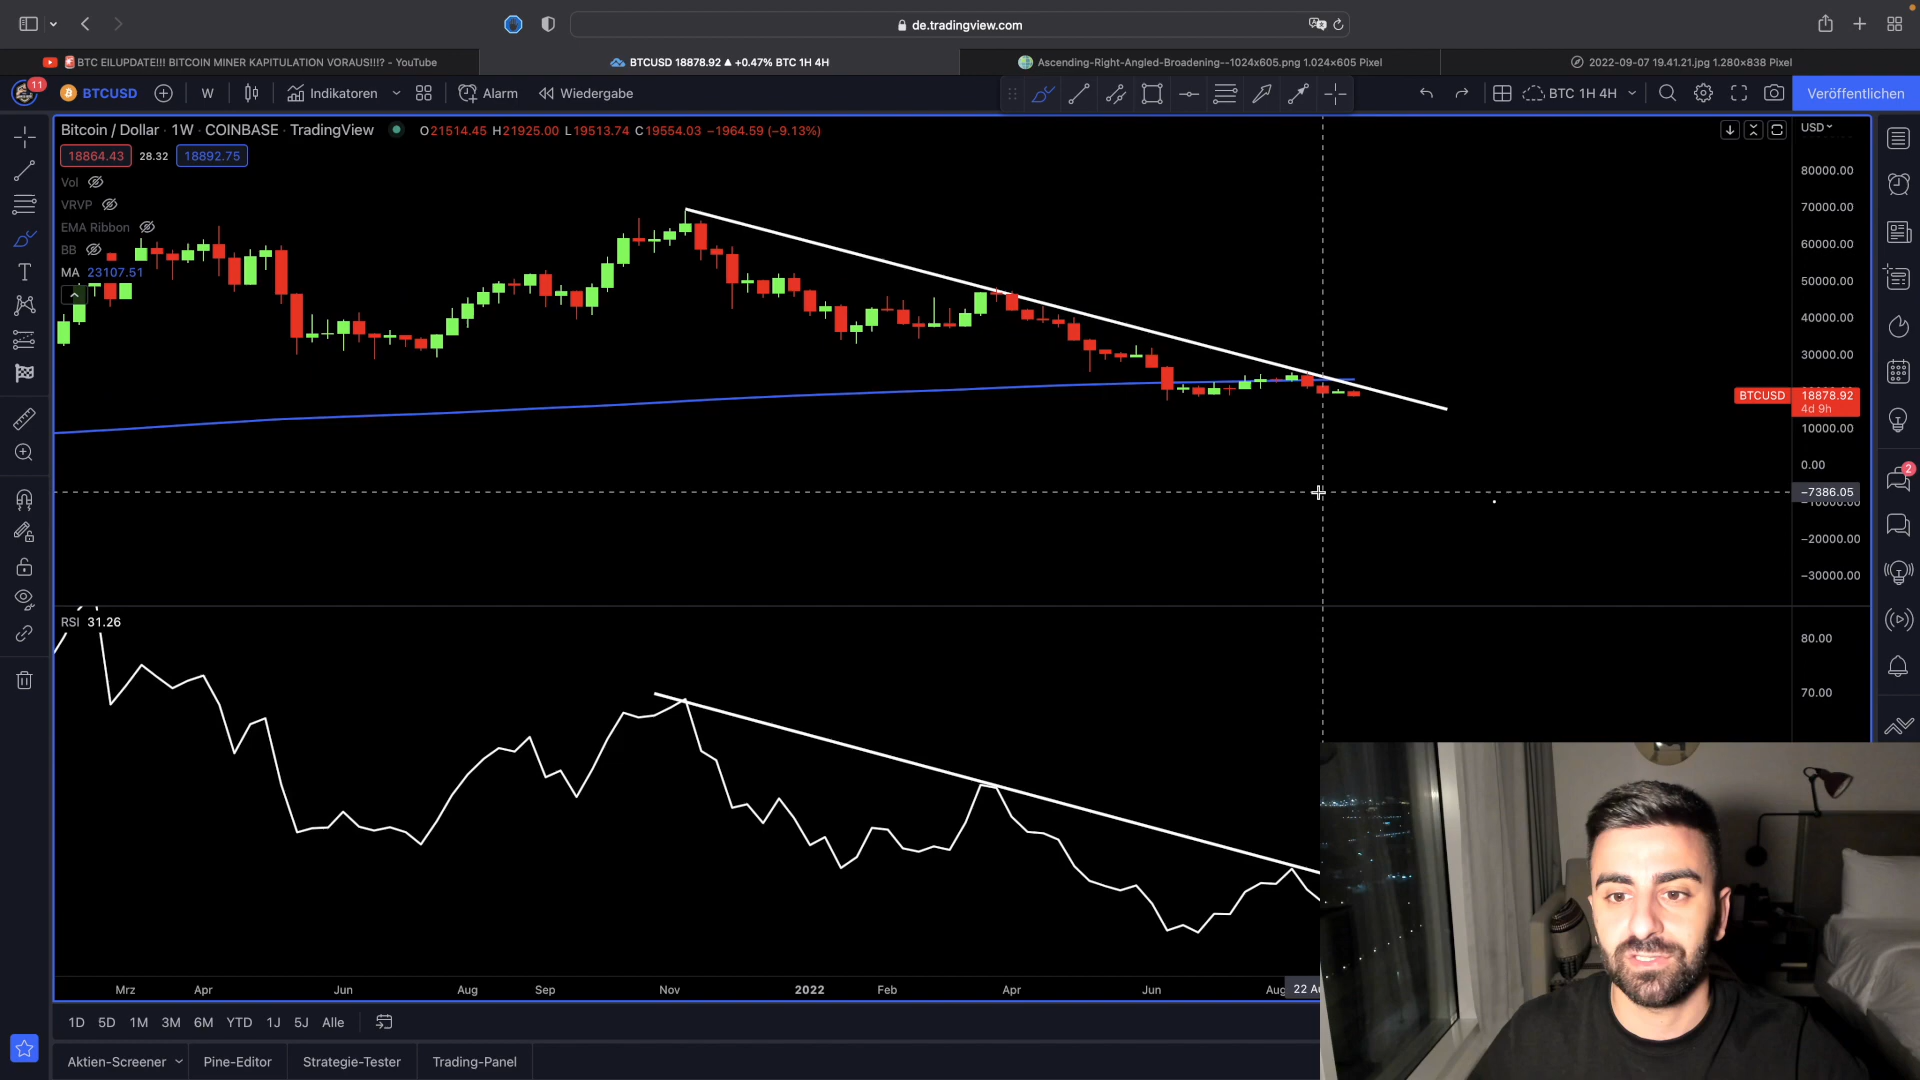 de.tradingview.com
BTC EILUPDATE!!! BITCOIN MINER KAPITULATION VORAUS!!!? - YouTube
BTCUSD 18878.92 ▲ +0.47% BTC 1H 4H
Ascending-Right-Angled-Broadening--1024x605.png 1.024×605 Pixel
2022-09-07 19.41.21.jpg 1.280×838 Pixel
11
BTCUSD
W
Indikatoren
Alarm
Wiedergabe
BTC 1H 4H
Veröffentlichen
Bitcoin / Dollar · 1W · COINBASE · TradingView
O21514.45 H21925.00 L19513.74 C19554.03 −1964.59 (−9.13%)
USD
18864.43 28.32 18892.75
Vol
VRVP
EMA Ribbon
BB
MA 23107.51
80000.00
70000.00
60000.00
50000.00
40000.00
30000.00
BTCUSD 18878.92
4d 9h
10000.00
0.00
−7386.05
−20000.00
−30000.00
2
RSI 31.26
80.00
70.00
Mrz Apr Jun Aug Sep Nov 2022 Feb Apr Jun Aug
1D 5D 1M 3M 6M YTD 1J 5J Alle
Aktien-Screener Pine-Editor Strategie-Tester Trading-Panel